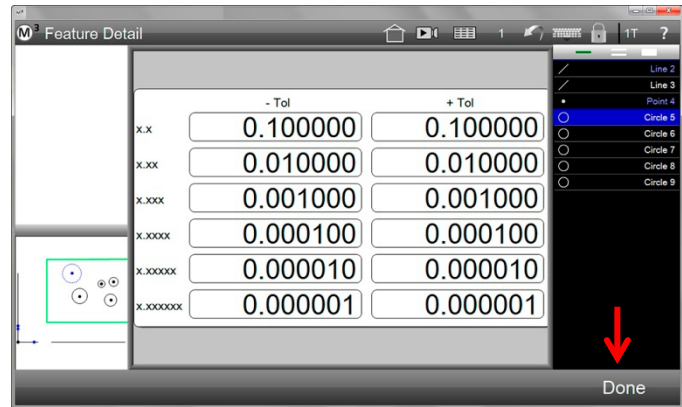 M³ Feature Detail 1 1T ?
- Tol + Tol
x.x 0.100000 0.100000
x.xx 0.010000 0.010000
x.xxx 0.001000 0.001000
x.xxxx 0.000100 0.000100
x.xxxxx 0.000010 0.000010
x.xxxxxx 0.000001 0.000001
Line 2
Line 3
Point 4
Circle 5
Circle 6
Circle 7
Circle 8
Circle 9
Done